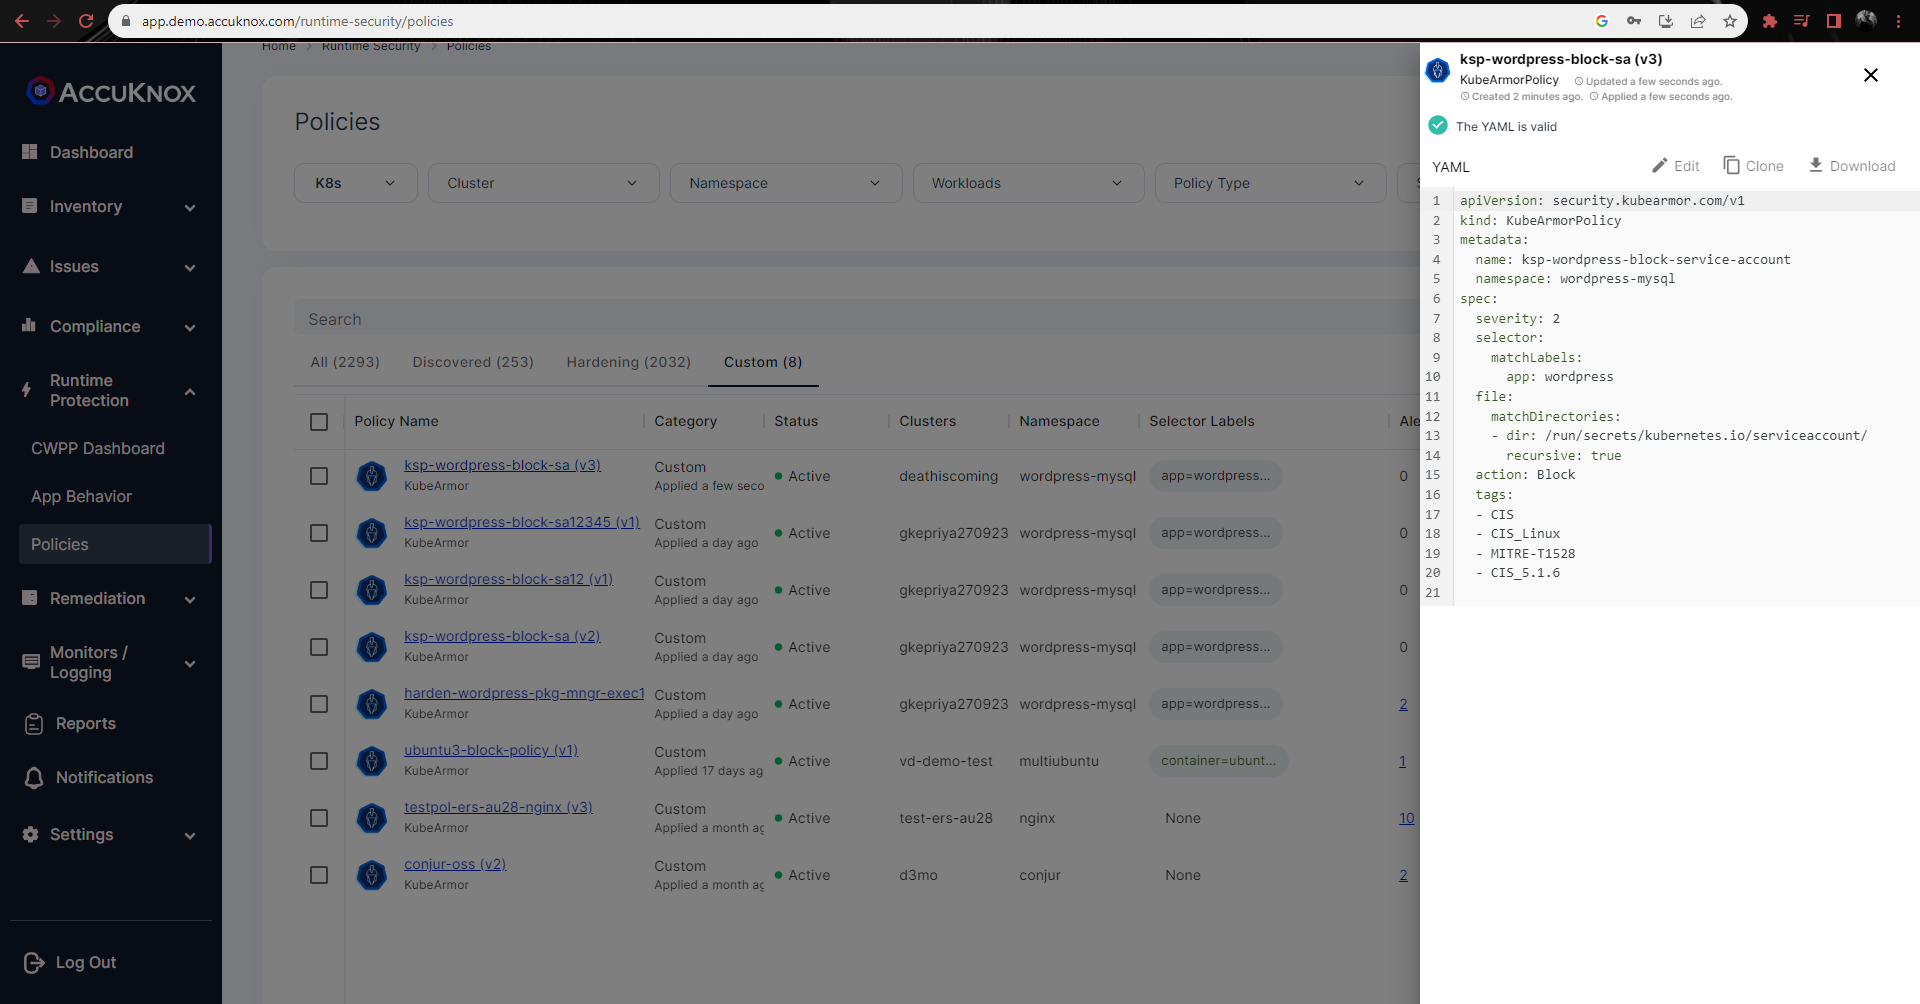 app.demo.accuknox.com/runtime-security/policies
Home > Runtime Security > Policies
ACCUKNOX
Dashboard
Inventory
Issues
Compliance
Runtime
Protection
CWPP Dashboard
App Behavior
Policies
Remediation
Monitors /
Logging
Reports
Notifications
Settings
Log Out
Policies
K8s Cluster Namespace Workloads Policy Type
Search
All (2293) Discovered (253) Hardening (2032) Custom (8)
Policy Name Category Status Clusters Namespace Selector Labels Ale
ksp-wordpress-block-sa (v3) Custom Active deathiscoming wordpress-mysql app=wordpress... 0
KubeArmor Applied a few seco
ksp-wordpress-block-sa12345 (v1) Custom Active gkepriya270923 wordpress-mysql app=wordpress... 0
KubeArmor Applied a day ago
ksp-wordpress-block-sa12 (v1) Custom Active gkepriya270923 wordpress-mysql app=wordpress... 0
KubeArmor Applied a day ago
ksp-wordpress-block-sa (v2) Custom Active gkepriya270923 wordpress-mysql app=wordpress... 0
KubeArmor Applied a day ago
harden-wordpress-pkg-mngr-exec1 Custom Active gkepriya270923 wordpress-mysql app=wordpress... 2
KubeArmor Applied a day ago
ubuntu3-block-policy (v1) Custom Active vd-demo-test multiubuntu container=ubunt... 1
KubeArmor Applied 17 days ag
testpol-ers-au28-nginx (v3) Custom Active test-ers-au28 nginx None 10
KubeArmor Applied a month ag
conjur-oss (v2) Custom Active d3mo conjur None 2
KubeArmor Applied a month ag
ksp-wordpress-block-sa (v3)
KubeArmorPolicy Updated a few seconds ago.
Created 2 minutes ago. Applied a few seconds ago.
The YAML is valid
YAML Edit Clone Download
1 apiVersion: security.kubearmor.com/v1
2 kind: KubeArmorPolicy
3 metadata:
4 name: ksp-wordpress-block-service-account
5 namespace: wordpress-mysql
6 spec:
7 severity: 2
8 selector:
9 matchLabels:
10 app: wordpress
11 file:
12 matchDirectories:
13 - dir: /run/secrets/kubernetes.io/serviceaccount/
14 recursive: true
15 action: Block
16 tags:
17 - CIS
18 - CIS_Linux
19 - MITRE-T1528
20 - CIS_5.1.6
21